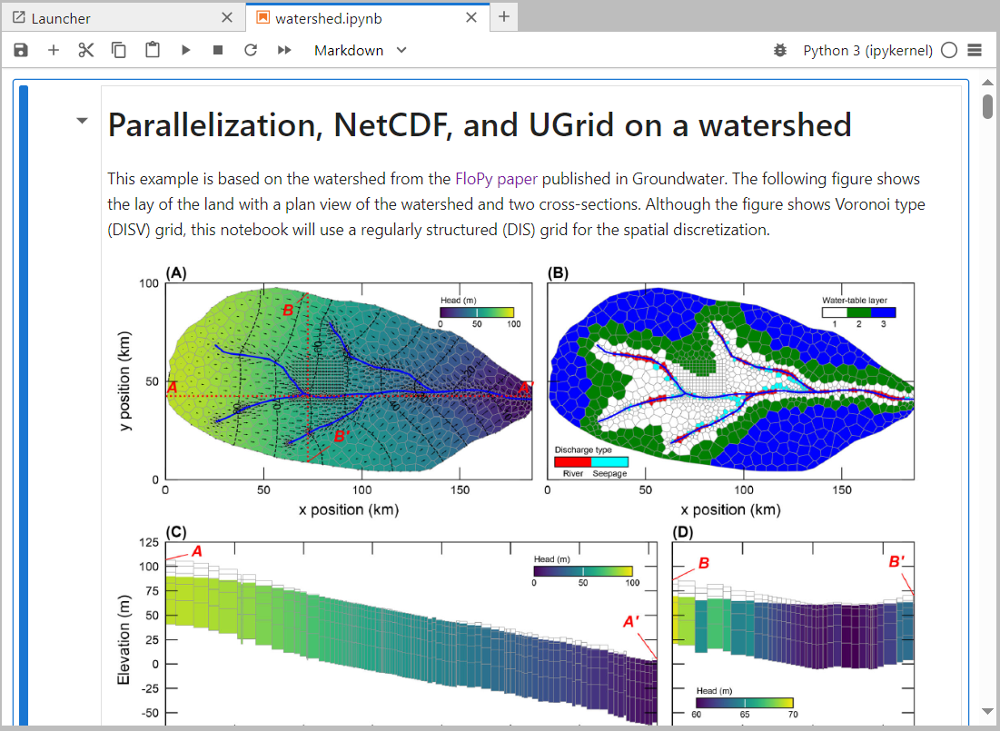 Launcher
watershed.ipynb
Markdown
Python 3 (ipykernel)
Parallelization, NetCDF, and UGrid on a watershed
This example is based on the watershed from the FloPy paper published in Groundwater. The following figure shows
the lay of the land with a plan view of the watershed and two cross-sections. Although the figure shows Voronoi type
(DISV) grid, this notebook will use a regularly structured (DIS) grid for the spatial discretization.
(A)
100
50
0
y position (km)
B
Head (m)
0 50 100
A
A'
B'
0 50 100 150
x position (km)
(B)
Water-table layer
1 2 3
Discharge type
River Seepage
0 50 100 150
x position (km)
(C)
125
100
75
50
25
0
-25
-50
Elevation (m)
A
Head (m)
0 50 100
A'
(D)
B
B'
Head (m)
60 65 70